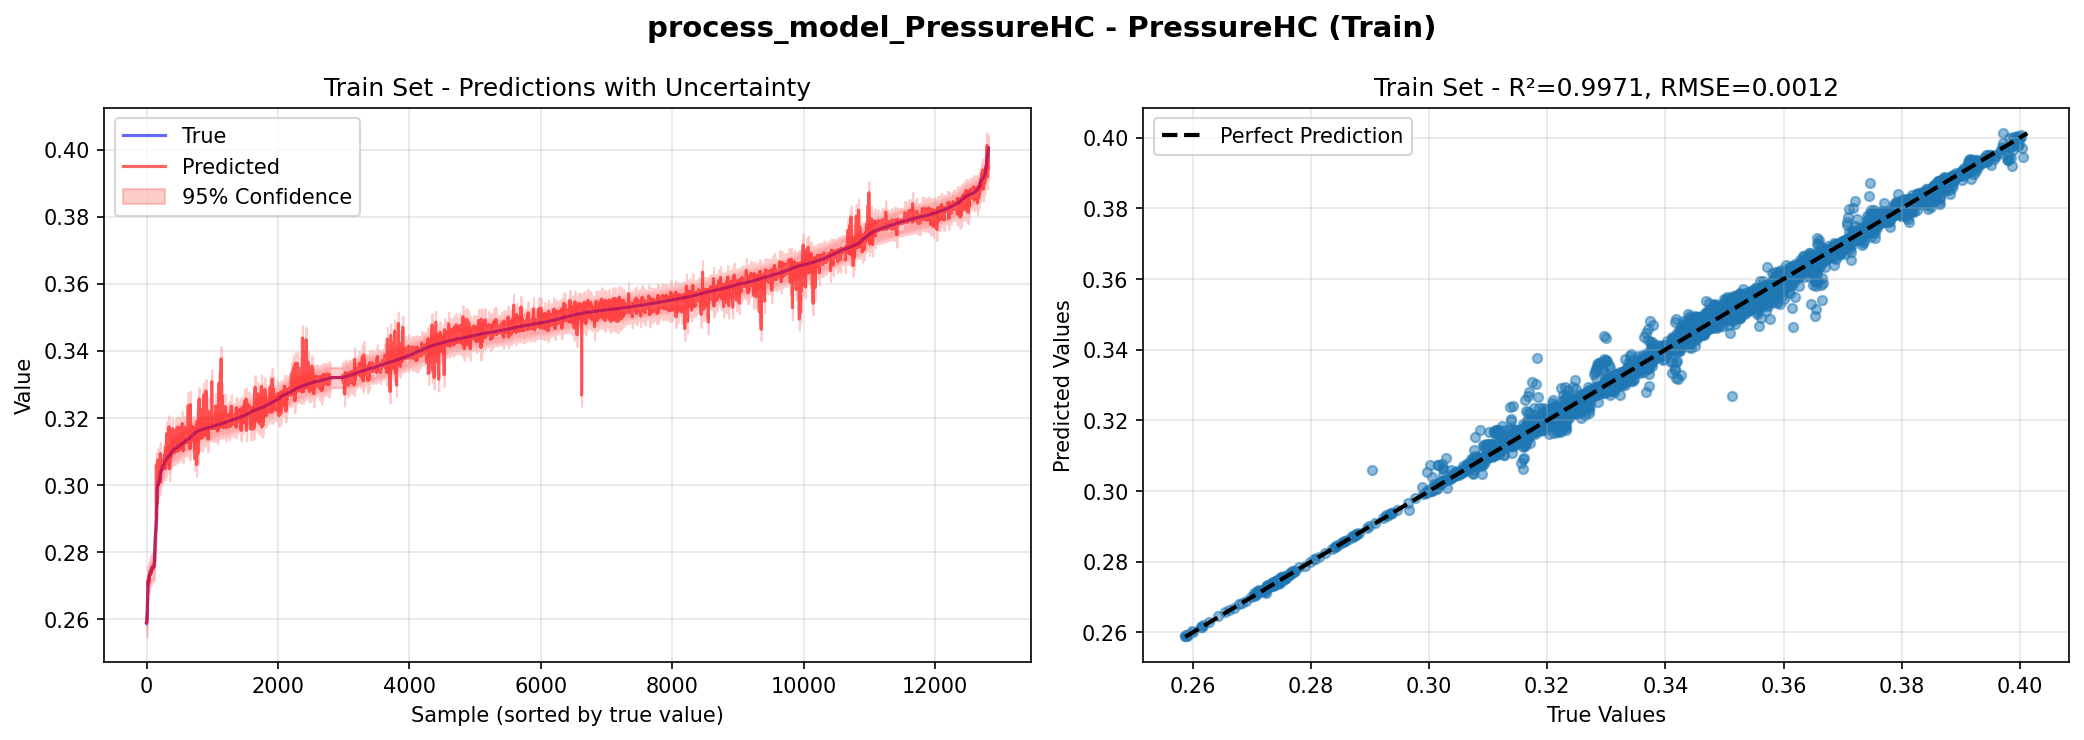 process_model_PressureHC - PressureHC (Train)
Train Set - Predictions with Uncertainty
True
Predicted
95% Confidence
Value
0.40
0.38
0.36
0.34
0.32
0.30
0.28
0.26
0
2000
4000
6000
8000
10000
12000
Sample (sorted by true value)
Train Set - R²=0.9971, RMSE=0.0012
Perfect Prediction
Predicted Values
0.40
0.38
0.36
0.34
0.32
0.30
0.28
0.26
0.26
0.28
0.30
0.32
0.34
0.36
0.38
0.40
True Values